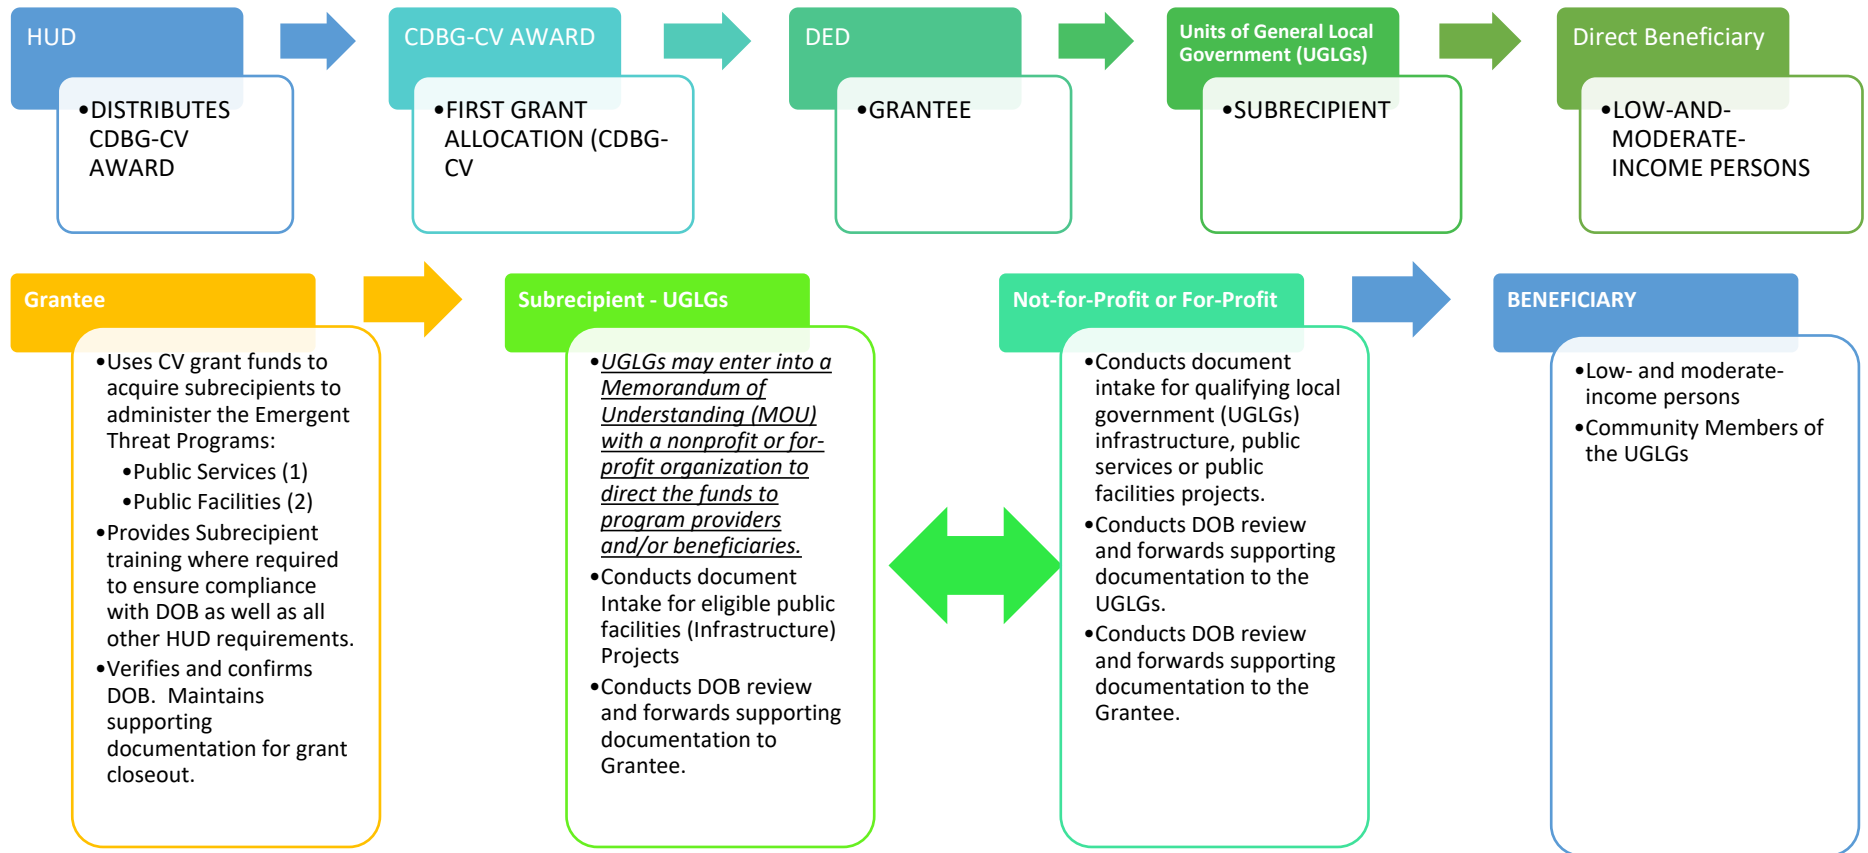 HUD
•DISTRIBUTES
CDBG-CV
AWARD
CDBG-CV AWARD
•FIRST GRANT
ALLOCATION (CDBG-
CV
DED
•GRANTEE
Units of General Local
Government (UGLGs)
•SUBRECIPIENT
Direct Beneficiary
•LOW-AND-
MODERATE-
INCOME PERSONS
Grantee
•Uses CV grant funds to
acquire subrecipients to
administer the Emergent
Threat Programs:
•Public Services (1)
•Public Facilities (2)
•Provides Subrecipient
training where required
to ensure compliance
with DOB as well as all
other HUD requirements.
•Verifies and confirms
DOB.  Maintains
supporting
documentation for grant
closeout.
Subrecipient - UGLGs
•UGLGs may enter into a
Memorandum of
Understanding (MOU)
with a nonprofit or for-
profit organization to
direct the funds to
program providers
and/or beneficiaries.
•Conducts document
Intake for eligible public
facilities (Infrastructure)
Projects
•Conducts DOB review
and forwards supporting
documentation to
Grantee.
Not-for-Profit or For-Profit
•Conducts document
intake for qualifying local
government (UGLGs)
infrastructure, public
services or public
facilities projects.
•Conducts DOB review
and forwards supporting
documentation to the
UGLGs.
•Conducts DOB review
and forwards supporting
documentation to the
Grantee.
BENEFICIARY
•Low- and moderate-
income persons
•Community Members of
the UGLGs